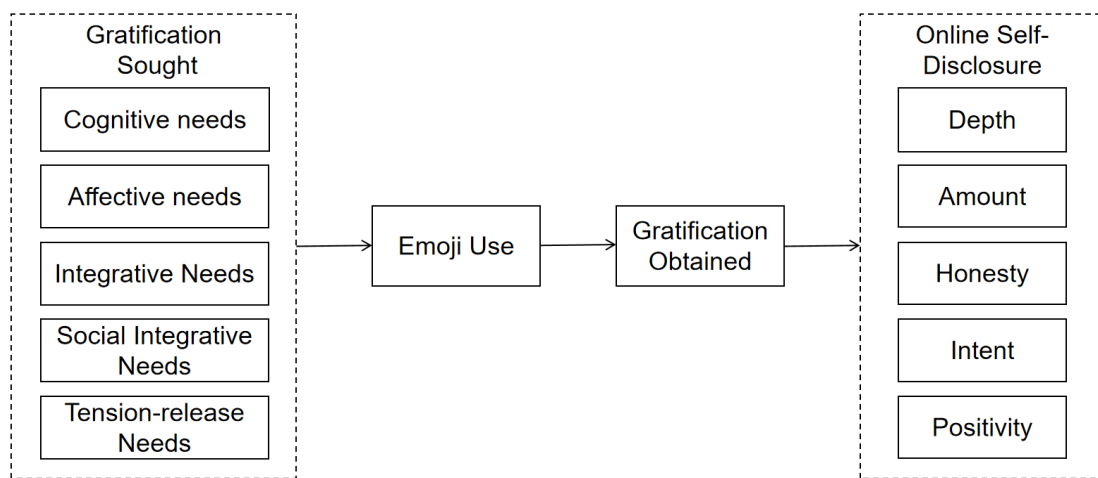 Gratification
Sought
Cognitive needs
Affective needs
Integrative Needs
Social Integrative
Needs
Tension-release
Needs
Emoji Use
Gratification
Obtained
Online Self-
Disclosure
Depth
Amount
Honesty
Intent
Positivity